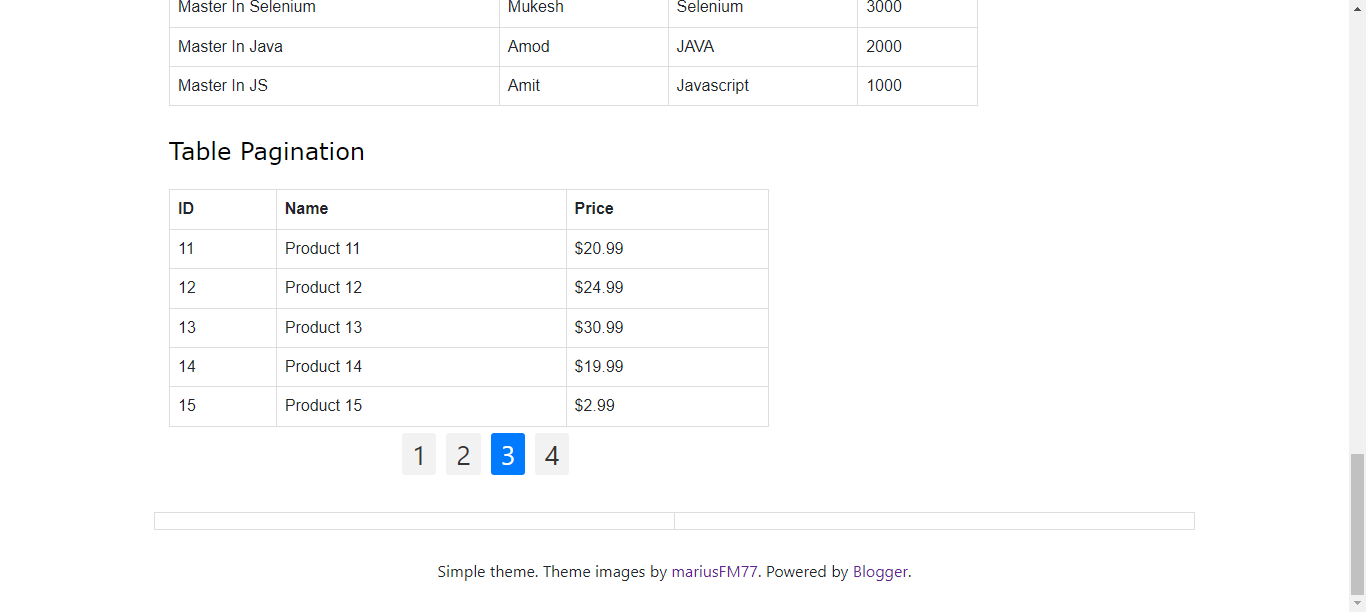 Master In Selenium Mukesh Selenium 3000
Master In Java Amod JAVA 2000
Master In JS Amit Javascript 1000
Table Pagination
ID Name Price
11 Product 11 $20.99
12 Product 12 $24.99
13 Product 13 $30.99
14 Product 14 $19.99
15 Product 15 $2.99
1 2 3 4
Simple theme. Theme images by mariusFM77. Powered by Blogger.